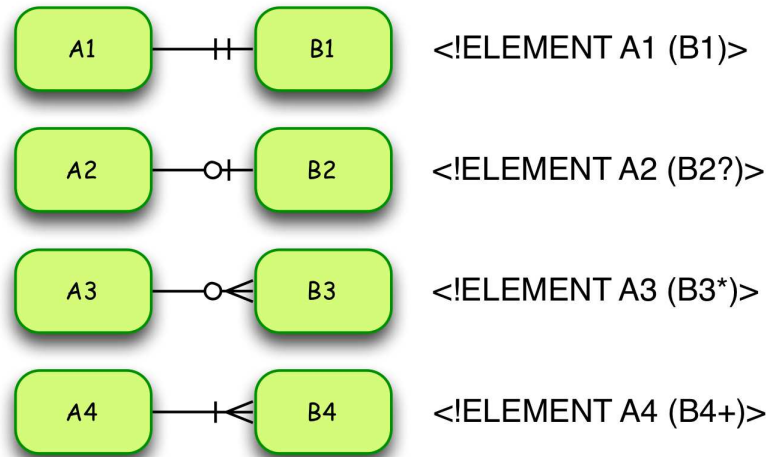 A1 B1 <!ELEMENT A1 (B1)>
A2 B2 <!ELEMENT A2 (B2?)>
A3 B3 <!ELEMENT A3 (B3*)>
A4 B4 <!ELEMENT A4 (B4+)>